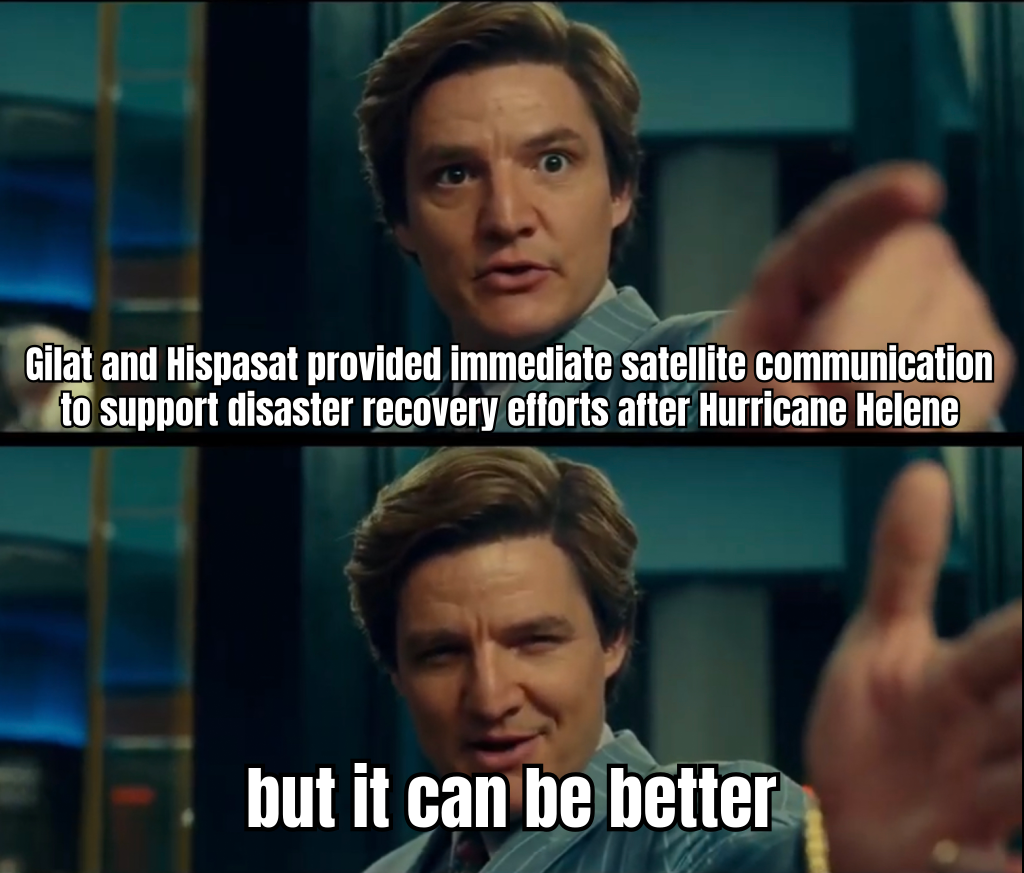 Gilat and Hispasat provided immediate satellite communication
to support disaster recovery efforts after Hurricane Helene
but it can be better